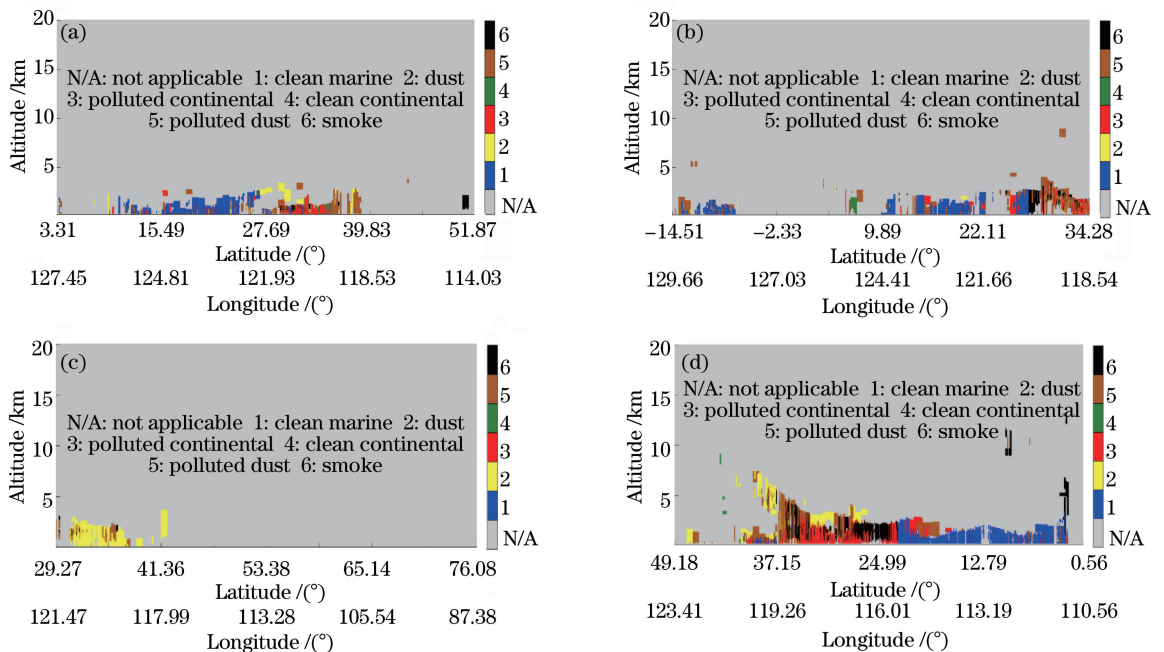 (a)
20
15
10
5
Altitude /km
N/A: not applicable 1: clean marine 2: dust
3: polluted continental 4: clean continental
5: polluted dust 6: smoke
6
5
4
3
2
1
N/A
3.31 15.49 27.69 39.83 51.87
Latitude /(°)
127.45 124.81 121.93 118.53 114.03
Longitude /(°)
(b)
20
15
10
5
Altitude /km
N/A: not applicable 1: clean marine 2: dust
3: polluted continental 4: clean continental
5: polluted dust 6: smoke
6
5
4
3
2
1
N/A
−14.51 −2.33 9.89 22.11 34.28
Latitude /(°)
129.66 127.03 124.41 121.66 118.54
Longitude /(°)
(c)
20
15
10
5
Altitude /km
N/A: not applicable 1: clean marine 2: dust
3: polluted continental 4: clean continental
5: polluted dust 6: smoke
6
5
4
3
2
1
N/A
29.27 41.36 53.38 65.14 76.08
Latitude /(°)
121.47 117.99 113.28 105.54 87.38
Longitude /(°)
(d)
20
15
10
5
Altitude /km
N/A: not applicable 1: clean marine 2: dust
3: polluted continental 4: clean continental
5: polluted dust 6: smoke
6
5
4
3
2
1
N/A
49.18 37.15 24.99 12.79 0.56
Latitude /(°)
123.41 119.26 116.01 113.19 110.56
Longitude /(°)